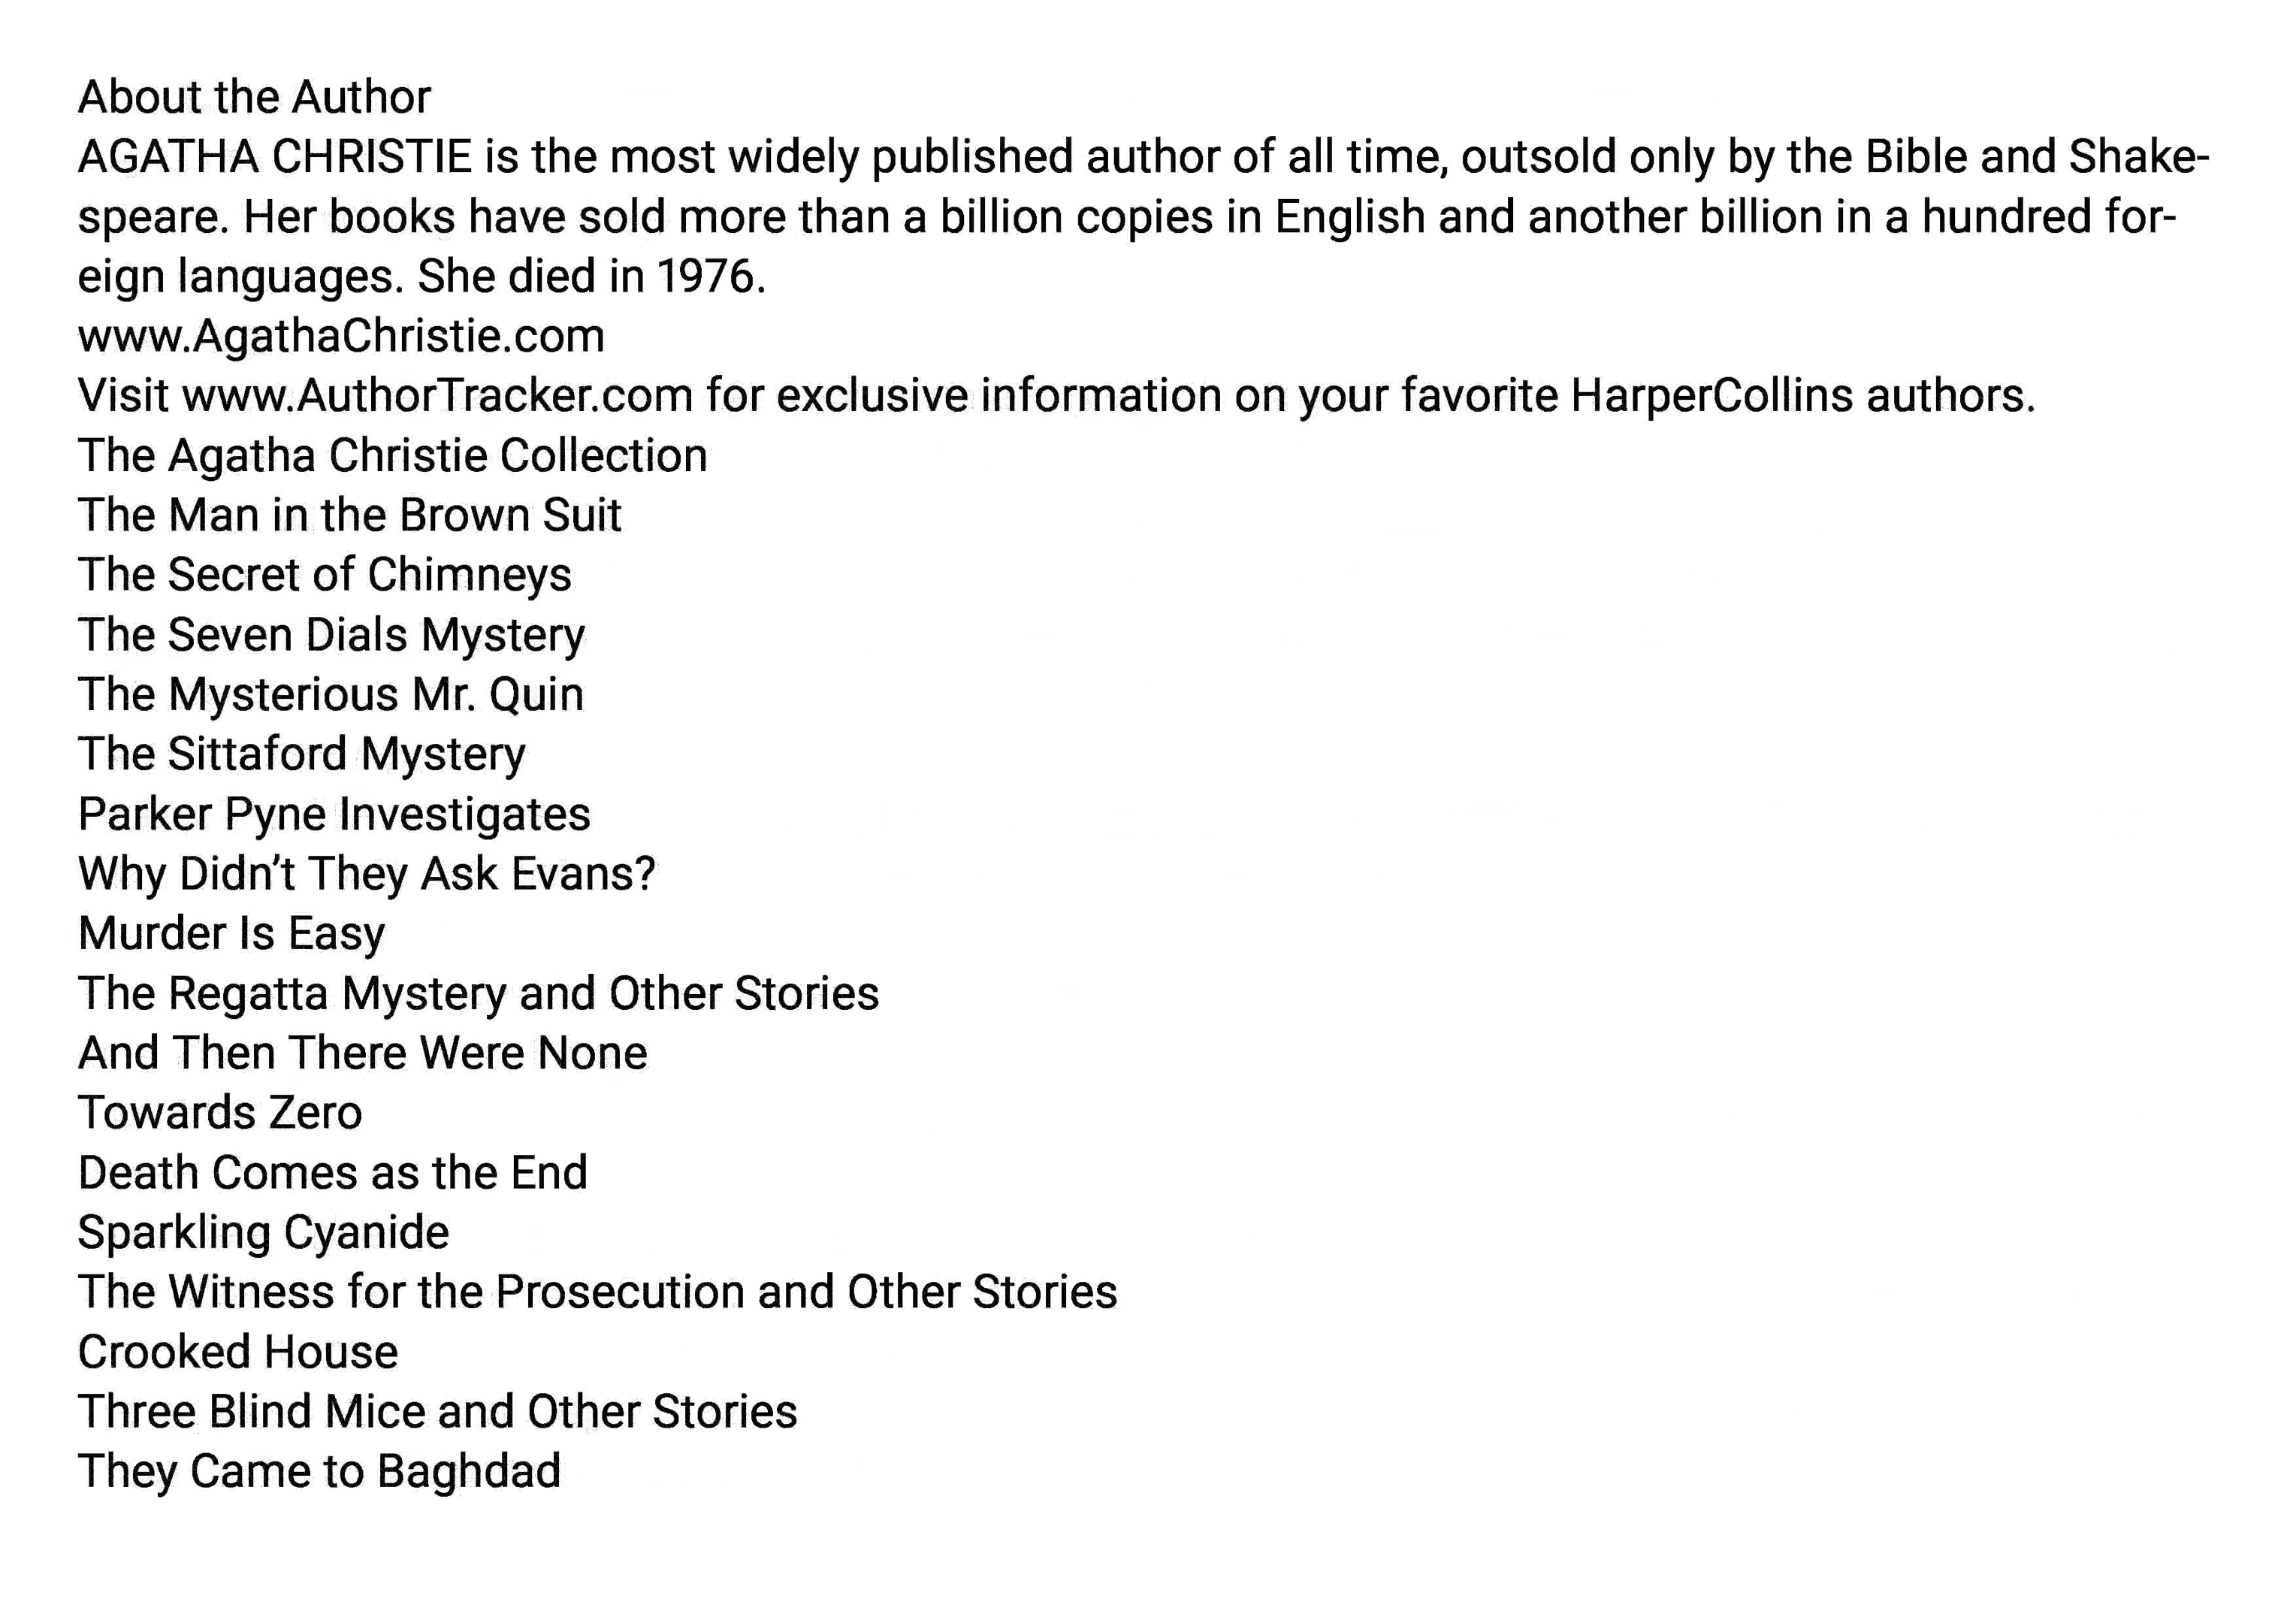 About the Author
AGATHA CHRISTIE is the most widely published author of all time, outsold only by the Bible and Shake-
speare. Her books have sold more than a billion copies in English and another billion in a hundred for-
eign languages. She died in 1976.
www.AgathaChristie.com
Visit www.AuthorTracker.com for exclusive information on your favorite HarperCollins authors.
The Agatha Christie Collection
The Man in the Brown Suit
The Secret of Chimneys
The Seven Dials Mystery
The Mysterious Mr. Quin
The Sittaford Mystery
Parker Pyne Investigates
Why Didn’t They Ask Evans?
Murder Is Easy
The Regatta Mystery and Other Stories
And Then There Were None
Towards Zero
Death Comes as the End
Sparkling Cyanide
The Witness for the Prosecution and Other Stories
Crooked House
Three Blind Mice and Other Stories
They Came to Baghdad